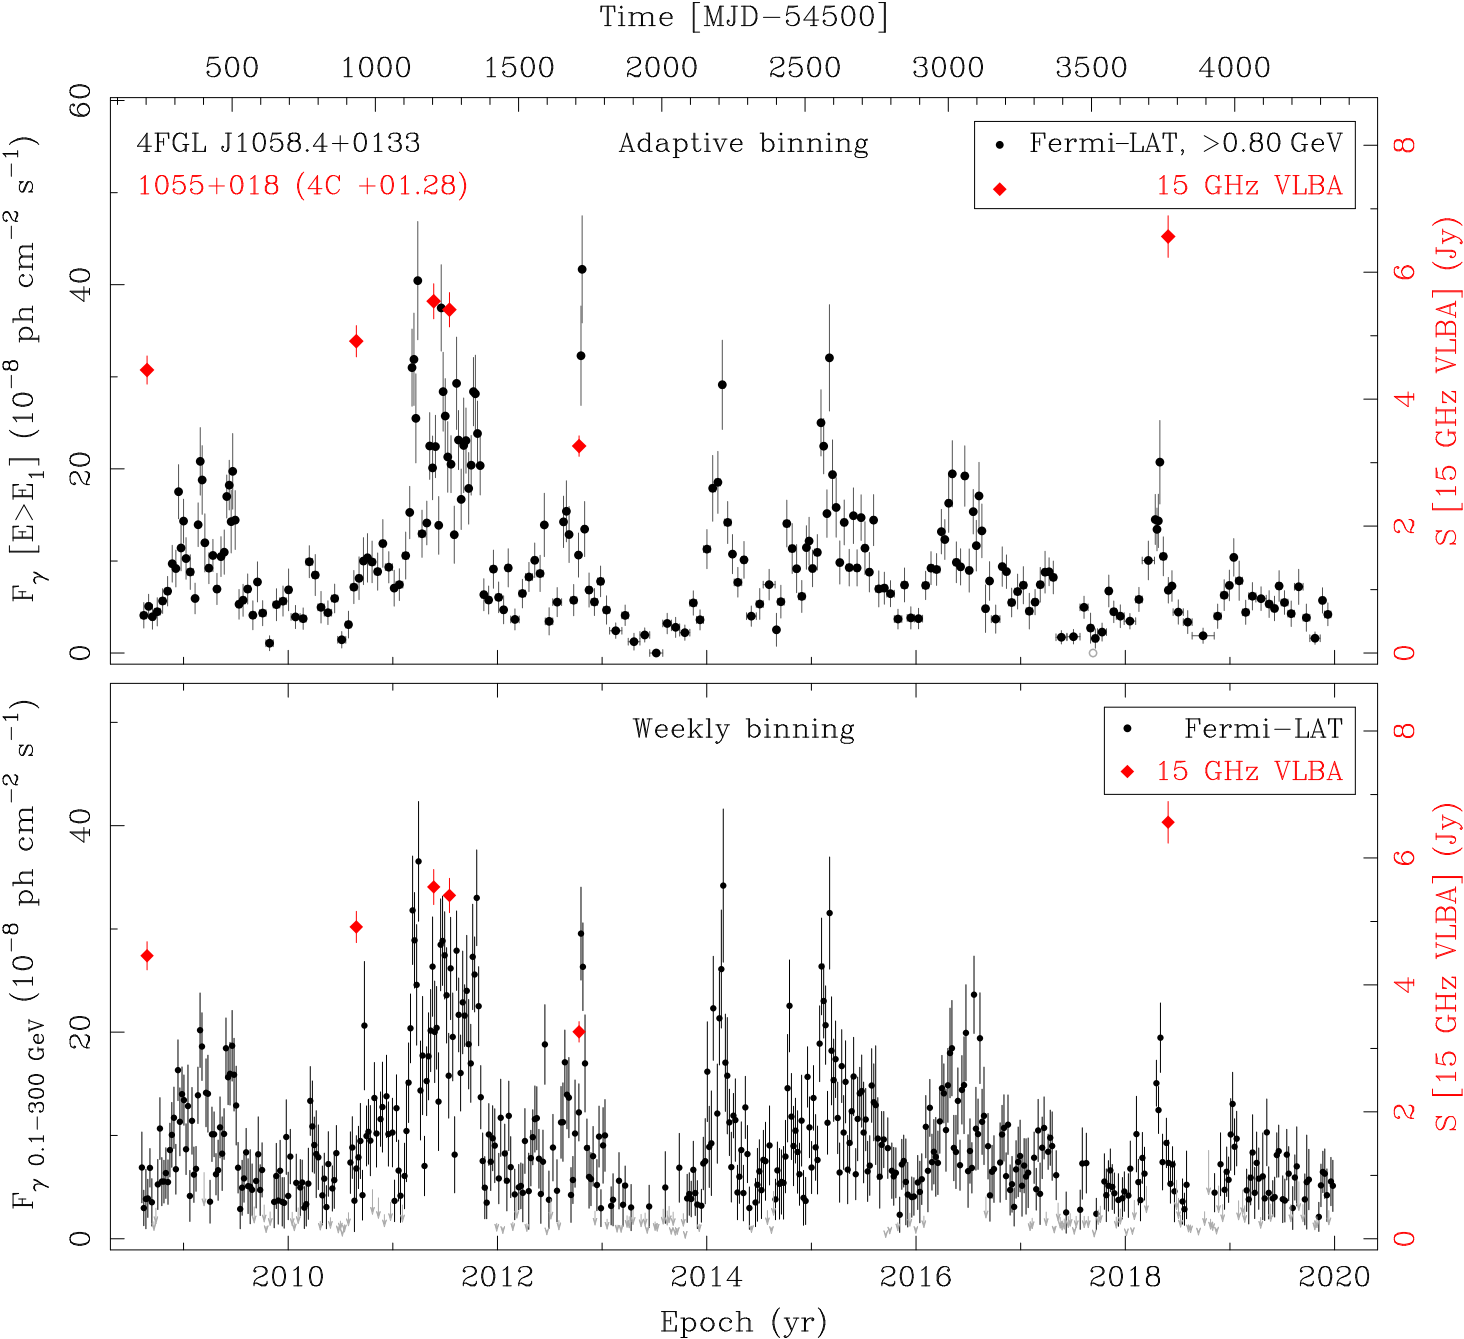 Time [MJD−54500]
500 1000 1500 2000 2500 3000 3500 4000
4FGL J1058.4+0133
1055+018 (4C +01.28)
Adaptive binning
Fermi−LAT, >0.80 GeV
15 GHz VLBA
F_γ [E>E_1] (10^−8 ph cm^−2 s^−1)
60
40
20
0
8
6
4
2
0
S [15 GHz VLBA] (Jy)
Weekly binning
Fermi−LAT
15 GHz VLBA
F_γ 0.1−300 GeV (10^−8 ph cm^−2 s^−1)
40
20
0
8
6
4
2
0
S [15 GHz VLBA] (Jy)
2010 2012 2014 2016 2018 2020
Epoch (yr)